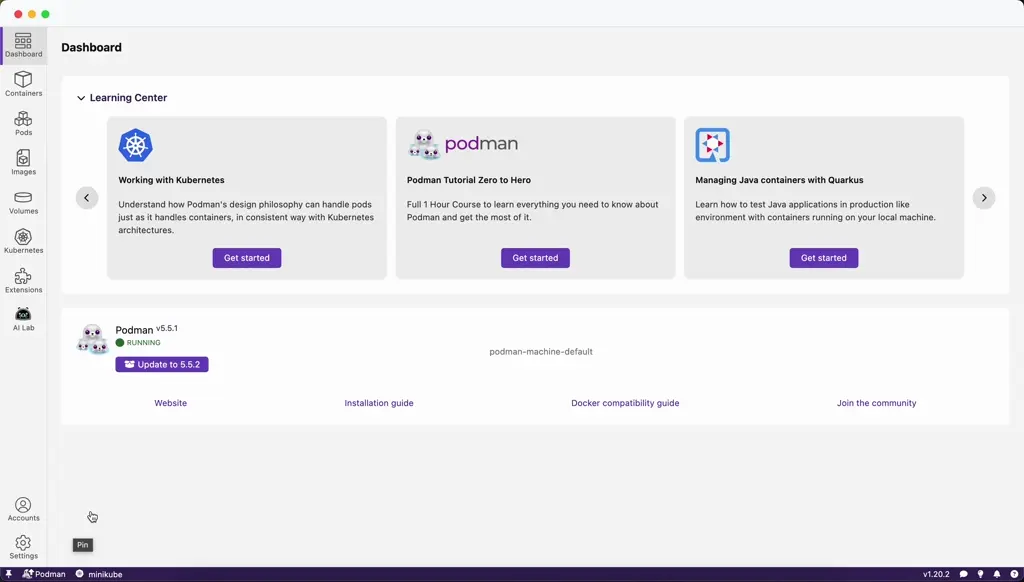 Dashboard
Containers
Pods
Images
Volumes
Kubernetes
Extensions
AI Lab
Accounts
Settings
Dashboard
Learning Center
Working with Kubernetes
Understand how Podman's design philosophy can handle pods
just as it handles containers, in consistent way with Kubernetes
architectures.
Get started
podman
Podman Tutorial Zero to Hero
Full 1 Hour Course to learn everything you need to know about
Podman and get the most of it.
Get started
Managing Java containers with Quarkus
Learn how to test Java applications in production like
environment with containers running on your local machine.
Get started
Podman v5.5.1
RUNNING
Update to 5.5.2
podman-machine-default
Website
Installation guide
Docker compatibility guide
Join the community
Pin
Podman
minikube
v1.20.2